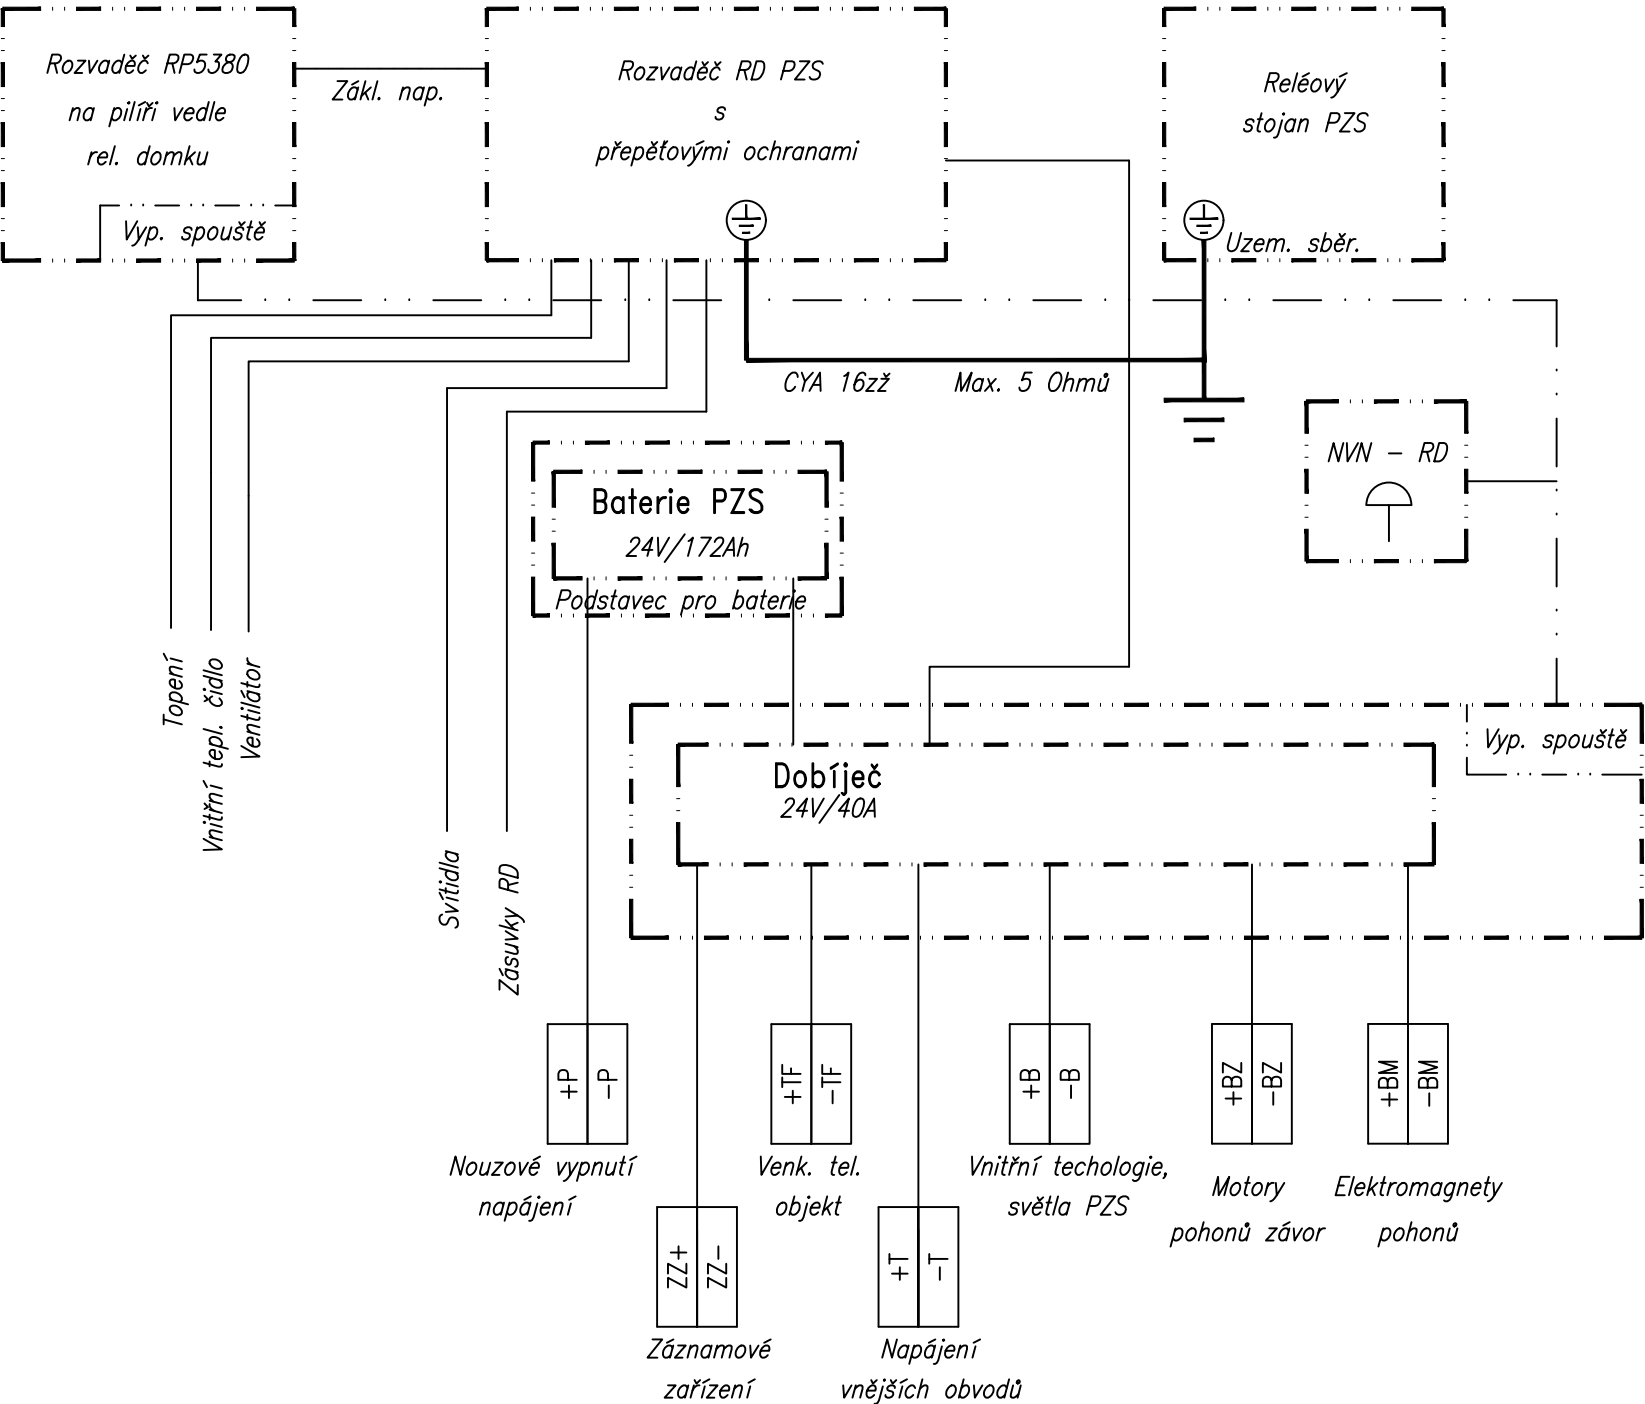 Rozvaděč RP5380
na pilíři vedle
rel. domku
Vyp. spouště
Zákl. nap.
Rozvaděč RD PZS
s
přepěťovými ochranami
Reléový
stojan PZS
Uzem. sběr.
CYA 16zž
Max. 5 Ohmů
NVN - RD
Baterie PZS
24V/172Ah
Podstavec pro baterie
Topení
Vnitřní tepl. čidlo
Ventilátor
Svítidla
Zásuvky RD
Vyp. spouště
Dobíječ
24V/40A
+P
-P
+TF
-TF
+B
-B
+BZ
-BZ
+BM
-BM
Nouzové vypnutí
napájení
Venk. tel.
objekt
Vnitřní techologie,
světla PZS
Motory
pohonů závor
Elektromagnety
pohonů
ZZ+
ZZ-
+T
-T
Záznamové
zařízení
Napájení
vnějších obvodů